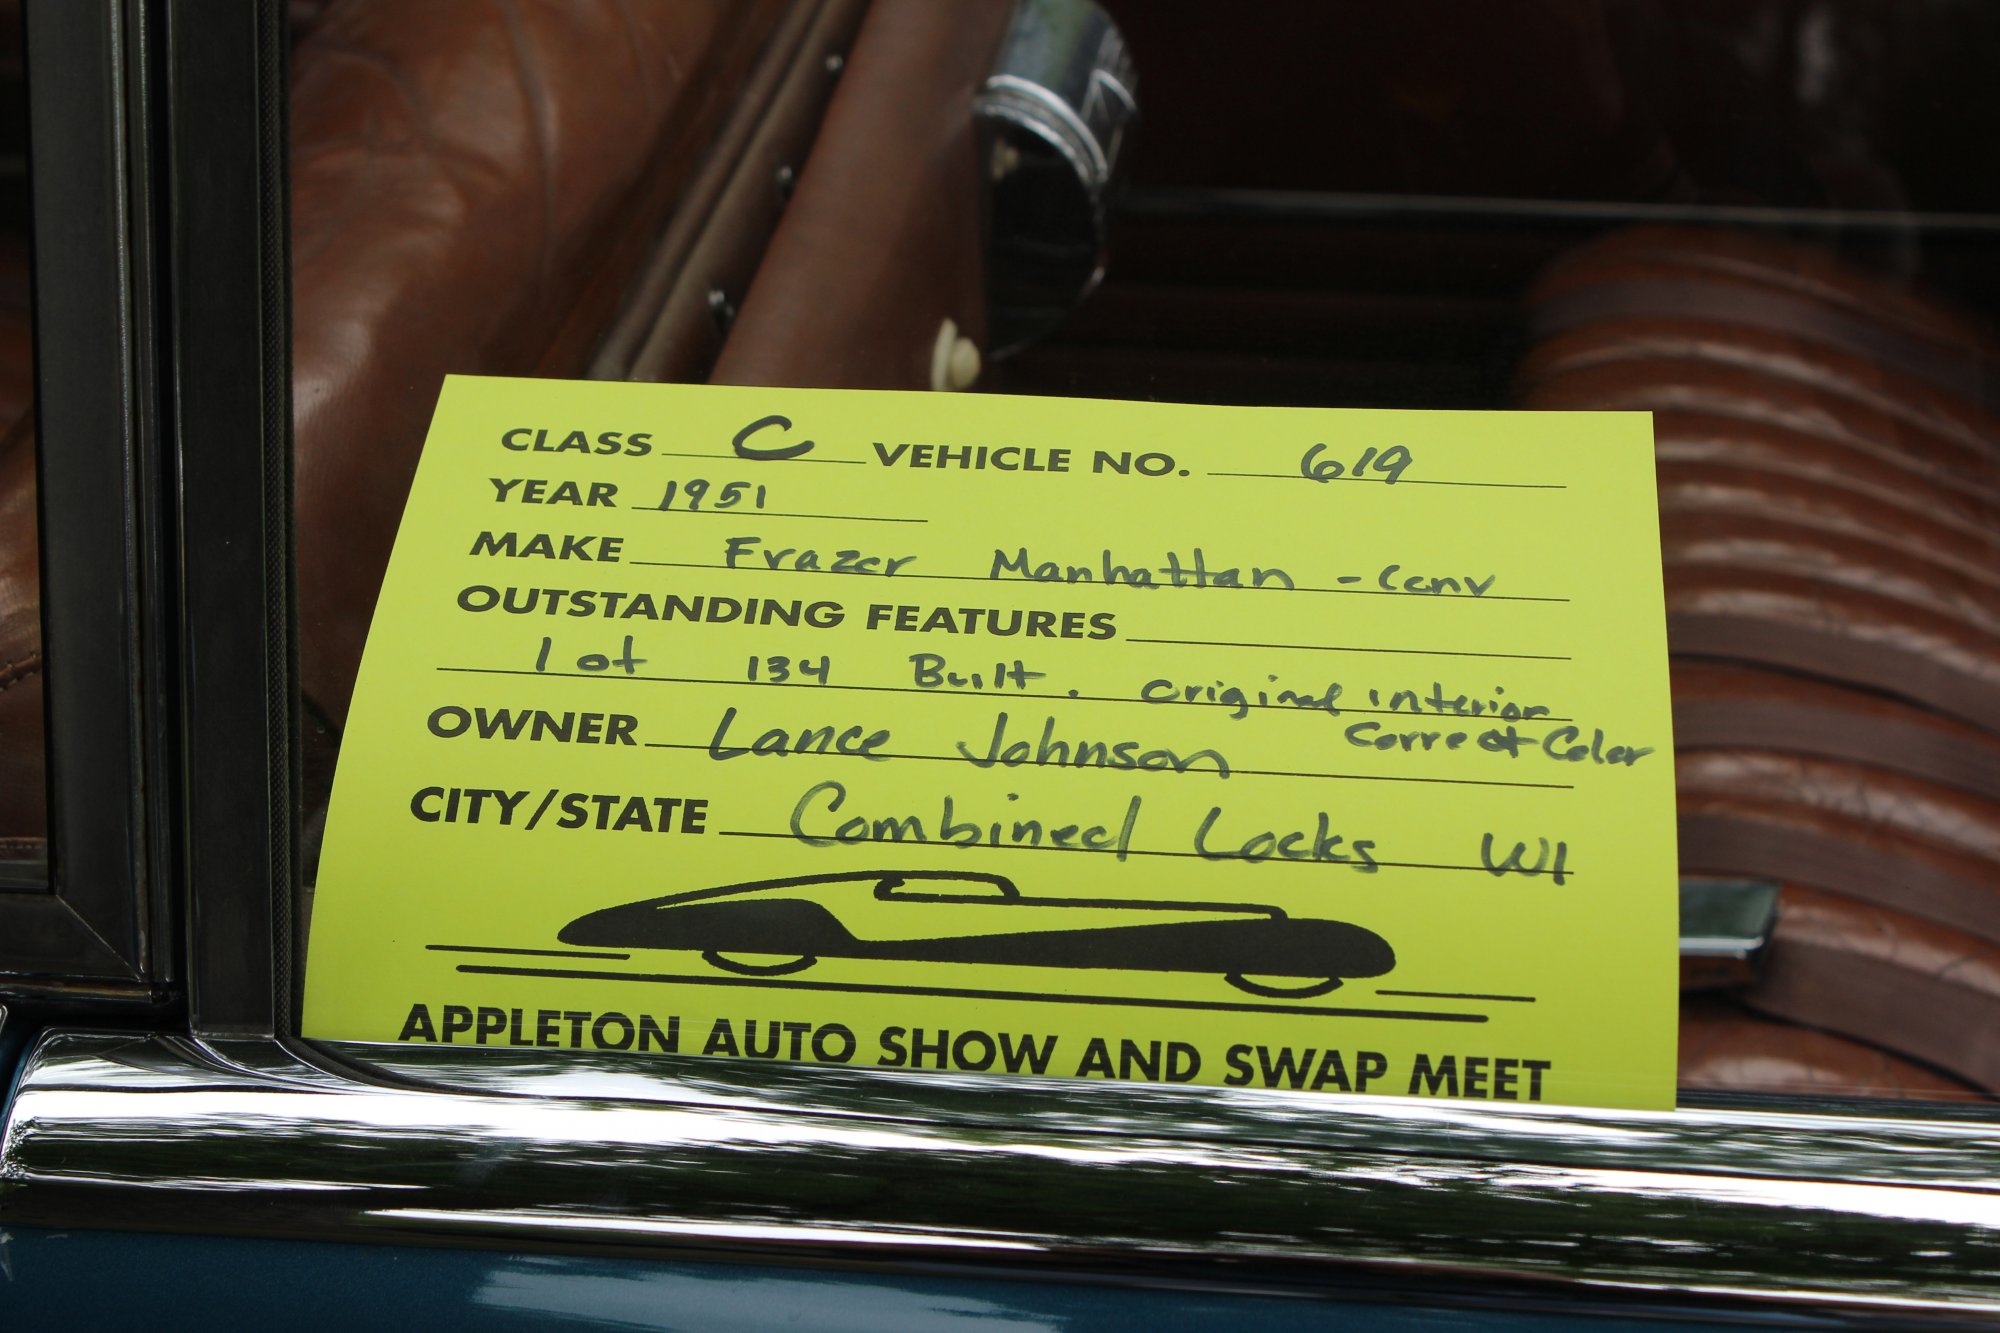 CLASS C VEHICLE NO. 619
YEAR 1951
MAKE Frazer Manhattan - Conv
OUTSTANDING FEATURES
1 of 134 Built. Original interior
Correct Color
OWNER Lance Johnson
CITY/STATE Combined Locks WI
APPLETON AUTO SHOW AND SWAP MEET